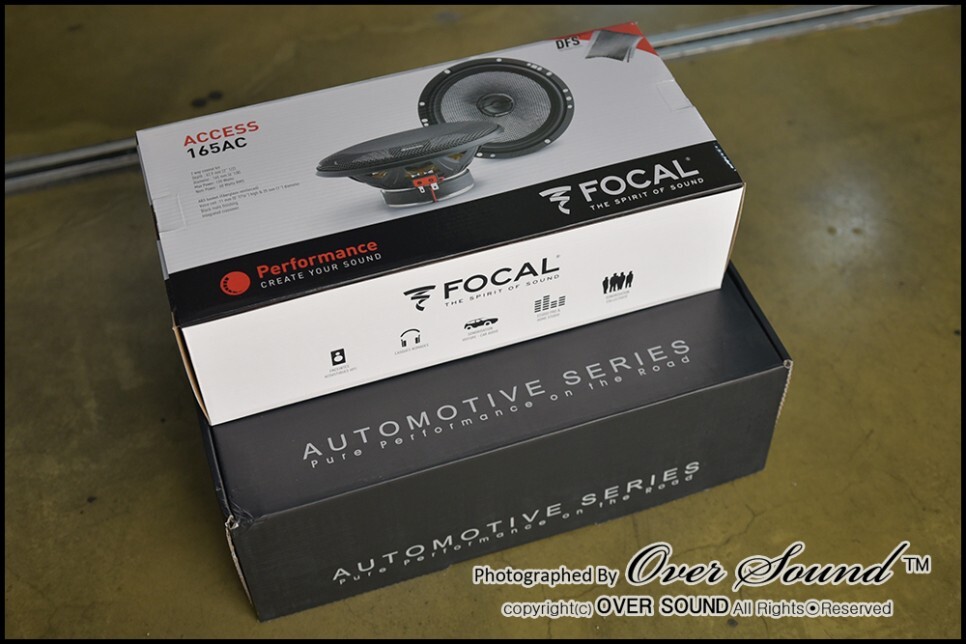 DFS
ACCESS
165AC
FOCAL
THE SPIRIT OF SOUND
Performance
CREATE YOUR SOUND
FOCAL
THE SPIRIT OF SOUND
AUTOMOTIVE SERIES
Pure Performance on the Road
AUTOMOTIVE SERIES
Pure Performance on the Road
Photographed By Over Sound™
copyright(c) OVER SOUND All Rights Reserved